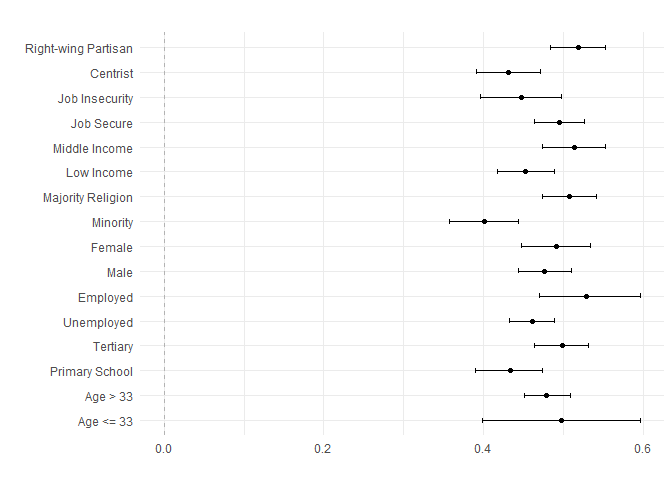 Right-wing Partisan
Centrist
Job Insecurity
Job Secure
Middle Income
Low Income
Majority Religion
Minority
Female
Male
Employed
Unemployed
Tertiary
Primary School
Age > 33
Age <= 33
0.0 0.2 0.4 0.6